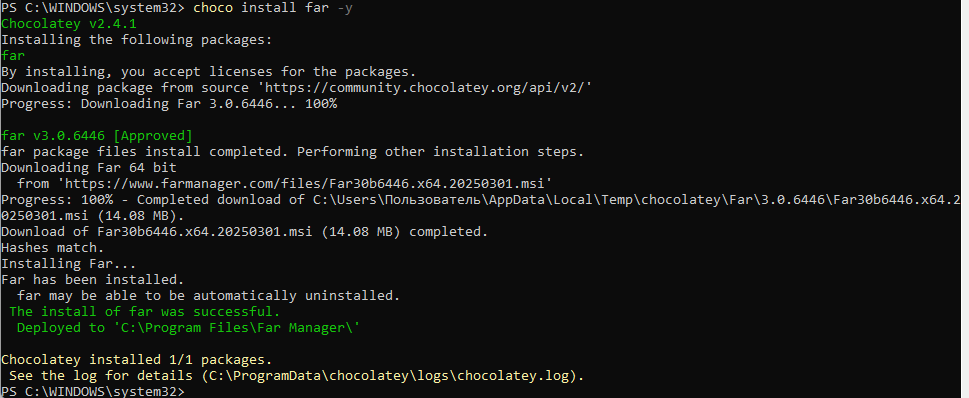 PS C:\WINDOWS\system32> choco install far -y
Chocolatey v2.4.1
Installing the following packages:
far
By installing, you accept licenses for the packages.
Downloading package from source 'https://community.chocolatey.org/api/v2/'
Progress: Downloading Far 3.0.6446... 100%
far v3.0.6446 [Approved]
far package files install completed. Performing other installation steps.
Downloading Far 64 bit
  from 'https://www.farmanager.com/files/Far30b6446.x64.20250301.msi'
Progress: 100% - Completed download of C:\Users\Пользователь\AppData\Local\Temp\chocolatey\Far\3.0.6446\Far30b6446.x64.2
0250301.msi (14.08 MB).
Download of Far30b6446.x64.20250301.msi (14.08 MB) completed.
Hashes match.
Installing Far...
Far has been installed.
  far may be able to be automatically uninstalled.
 The install of far was successful.
  Deployed to 'C:\Program Files\Far Manager\'
Chocolatey installed 1/1 packages.
 See the log for details (C:\ProgramData\chocolatey\logs\chocolatey.log).
PS C:\WINDOWS\system32>